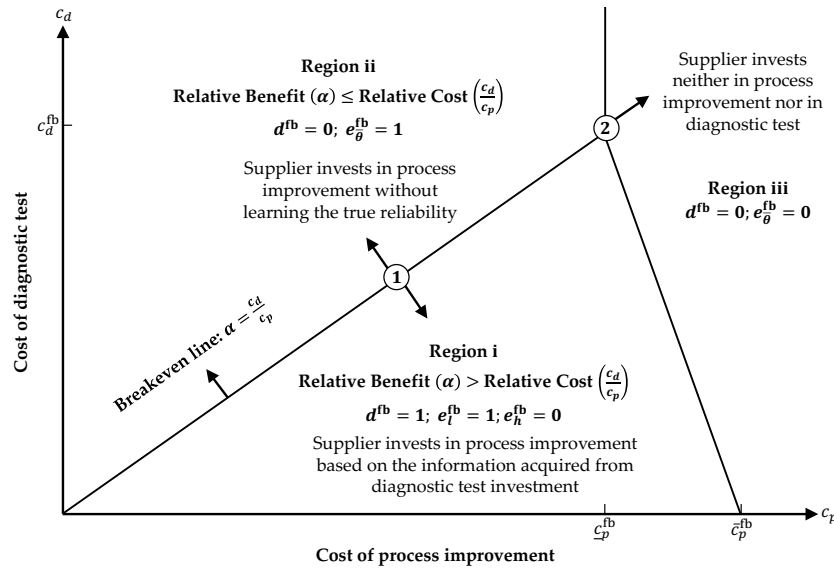 c_d
Region ii
Relative Benefit (α) ≤ Relative Cost (c_d/c_p)
d^fb = 0; e_θ̅^fb = 1
Supplier invests in process
improvement without
learning the true reliability
Supplier invests
neither in process
improvement nor in
diagnostic test
c_d^fb
2
Region iii
d^fb = 0; e_θ̅^fb = 0
Cost of diagnostic test
1
Breakeven line: α = c_d/c_p
Region i
Relative Benefit (α) > Relative Cost (c_d/c_p)
d^fb = 1; e_l^fb = 1; e_h^fb = 0
Supplier invests in process improvement
based on the information acquired from
diagnostic test investment
c̲_p^fb
c̅_p^fb
c_p
Cost of process improvement